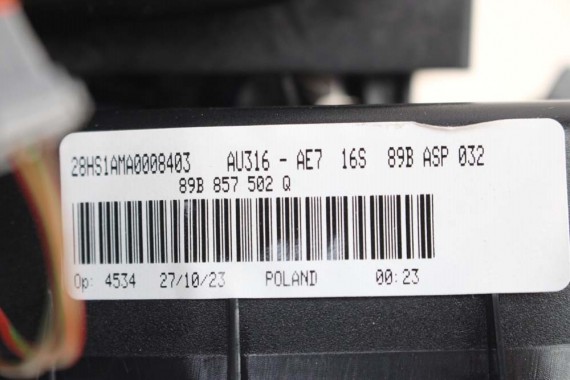 28HS1AMA0008403 AU316 - AE7 16S 89B ASP 032
89B 857 502 Q
Op: 4534 27/10/23 POLAND 00:23